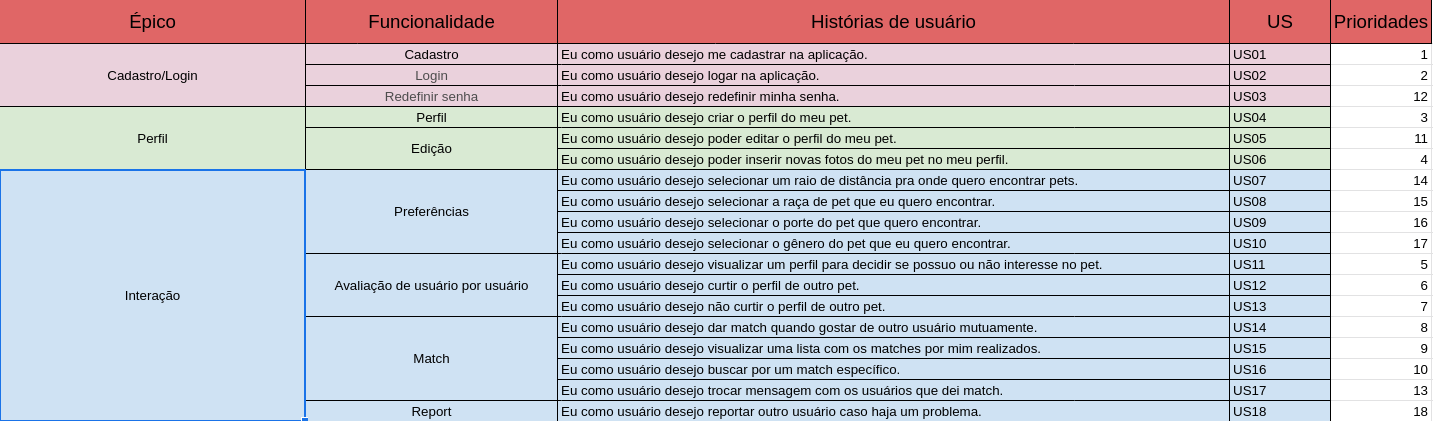 Épico Funcionalidade Histórias de usuário US Prioridades
Cadastro/Login Cadastro Eu como usuário desejo me cadastrar na aplicação. US01 1
Login Eu como usuário desejo logar na aplicação. US02 2
Redefinir senha Eu como usuário desejo redefinir minha senha. US03 12
Perfil Perfil Eu como usuário desejo criar o perfil do meu pet. US04 3
Edição Eu como usuário desejo poder editar o perfil do meu pet. US05 11
Eu como usuário desejo poder inserir novas fotos do meu pet no meu perfil. US06 4
Interação Preferências Eu como usuário desejo selecionar um raio de distância pra onde quero encontrar pets. US07 14
Eu como usuário desejo selecionar a raça de pet que eu quero encontrar. US08 15
Eu como usuário desejo selecionar o porte do pet que quero encontrar. US09 16
Eu como usuário desejo selecionar o gênero do pet que eu quero encontrar. US10 17
Avaliação de usuário por usuário Eu como usuário desejo visualizar um perfil para decidir se possuo ou não interesse no pet. US11 5
Eu como usuário desejo curtir o perfil de outro pet. US12 6
Eu como usuário desejo não curtir o perfil de outro pet. US13 7
Match Eu como usuário desejo dar match quando gostar de outro usuário mutuamente. US14 8
Eu como usuário desejo visualizar uma lista com os matches por mim realizados. US15 9
Eu como usuário desejo buscar por um match específico. US16 10
Eu como usuário desejo trocar mensagem com os usuários que dei match. US17 13
Report Eu como usuário desejo reportar outro usuário caso haja um problema. US18 18